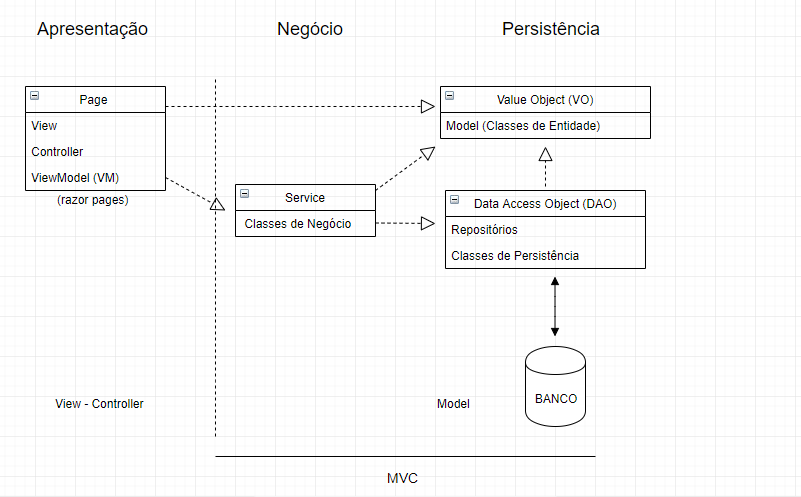 Apresentação
Negócio
Persistência
Page
View
Controller
ViewModel (VM)
(razor pages)
Service
Classes de Negócio
Value Object (VO)
Model (Classes de Entidade)
Data Access Object (DAO)
Repositórios
Classes de Persistência
BANCO
View - Controller
Model
MVC